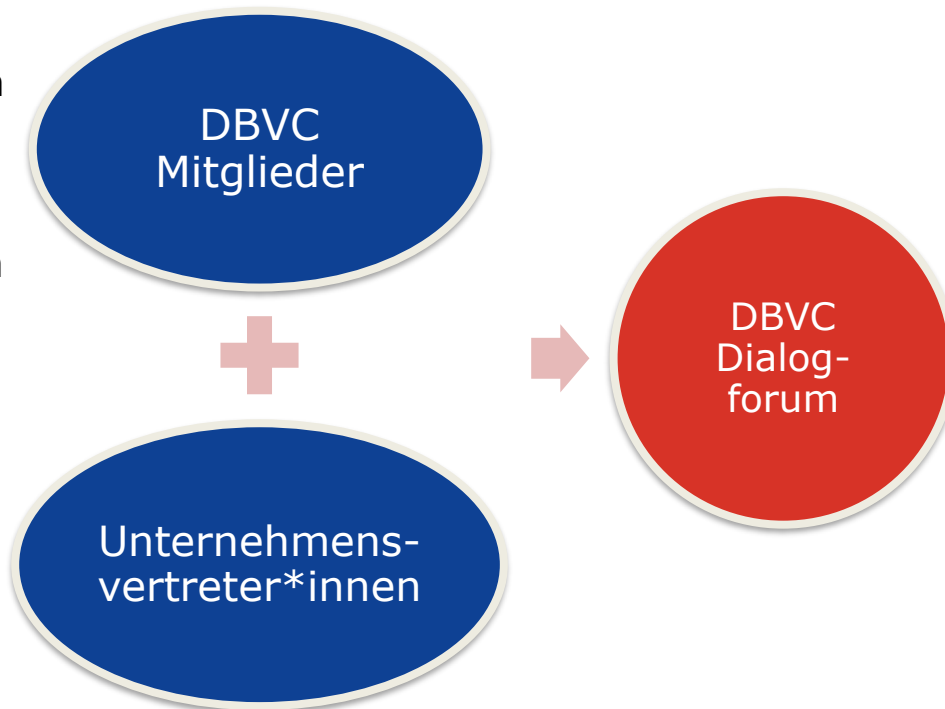 DBVC
Mitglieder
DBVC
Dialog-
forum
Unternehmens-
vertreter*innen